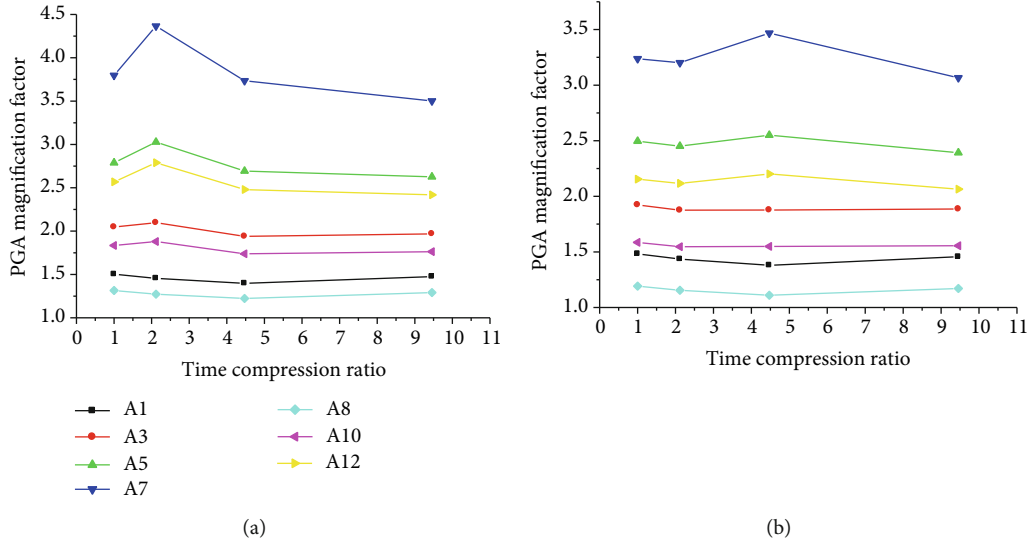 4.5
4.0
3.5
3.0
2.5
2.0
1.5
1.0
PGA magnification factor
0 1 2 3 4 5 6 7 8 9 10 11
Time compression ratio
A1
A3
A5
A7
A8
A10
A12
(a)
3.5
3.0
2.5
2.0
1.5
1.0
PGA magnification factor
0 1 2 3 4 5 6 7 8 9 10 11
Time compression ratio
(b)